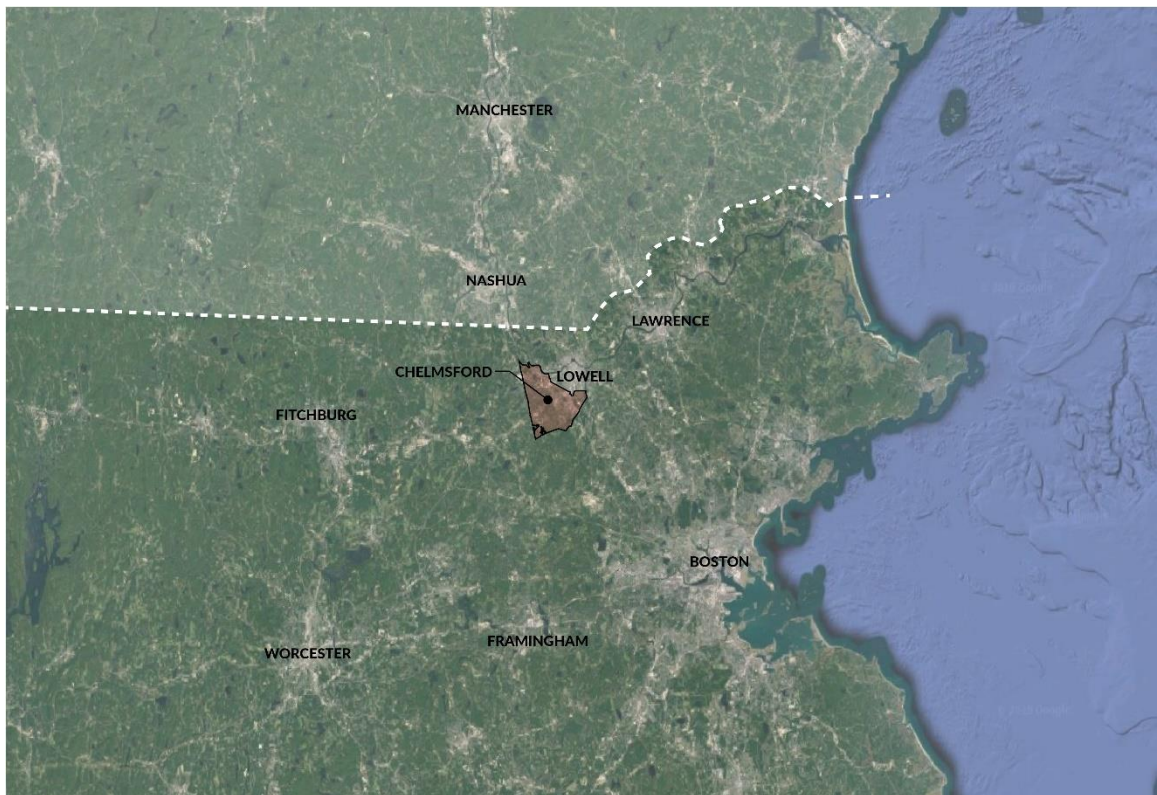 MANCHESTER
NASHUA
LAWRENCE
CHELMSFORD
LOWELL
FITCHBURG
BOSTON
FRAMINGHAM
WORCESTER